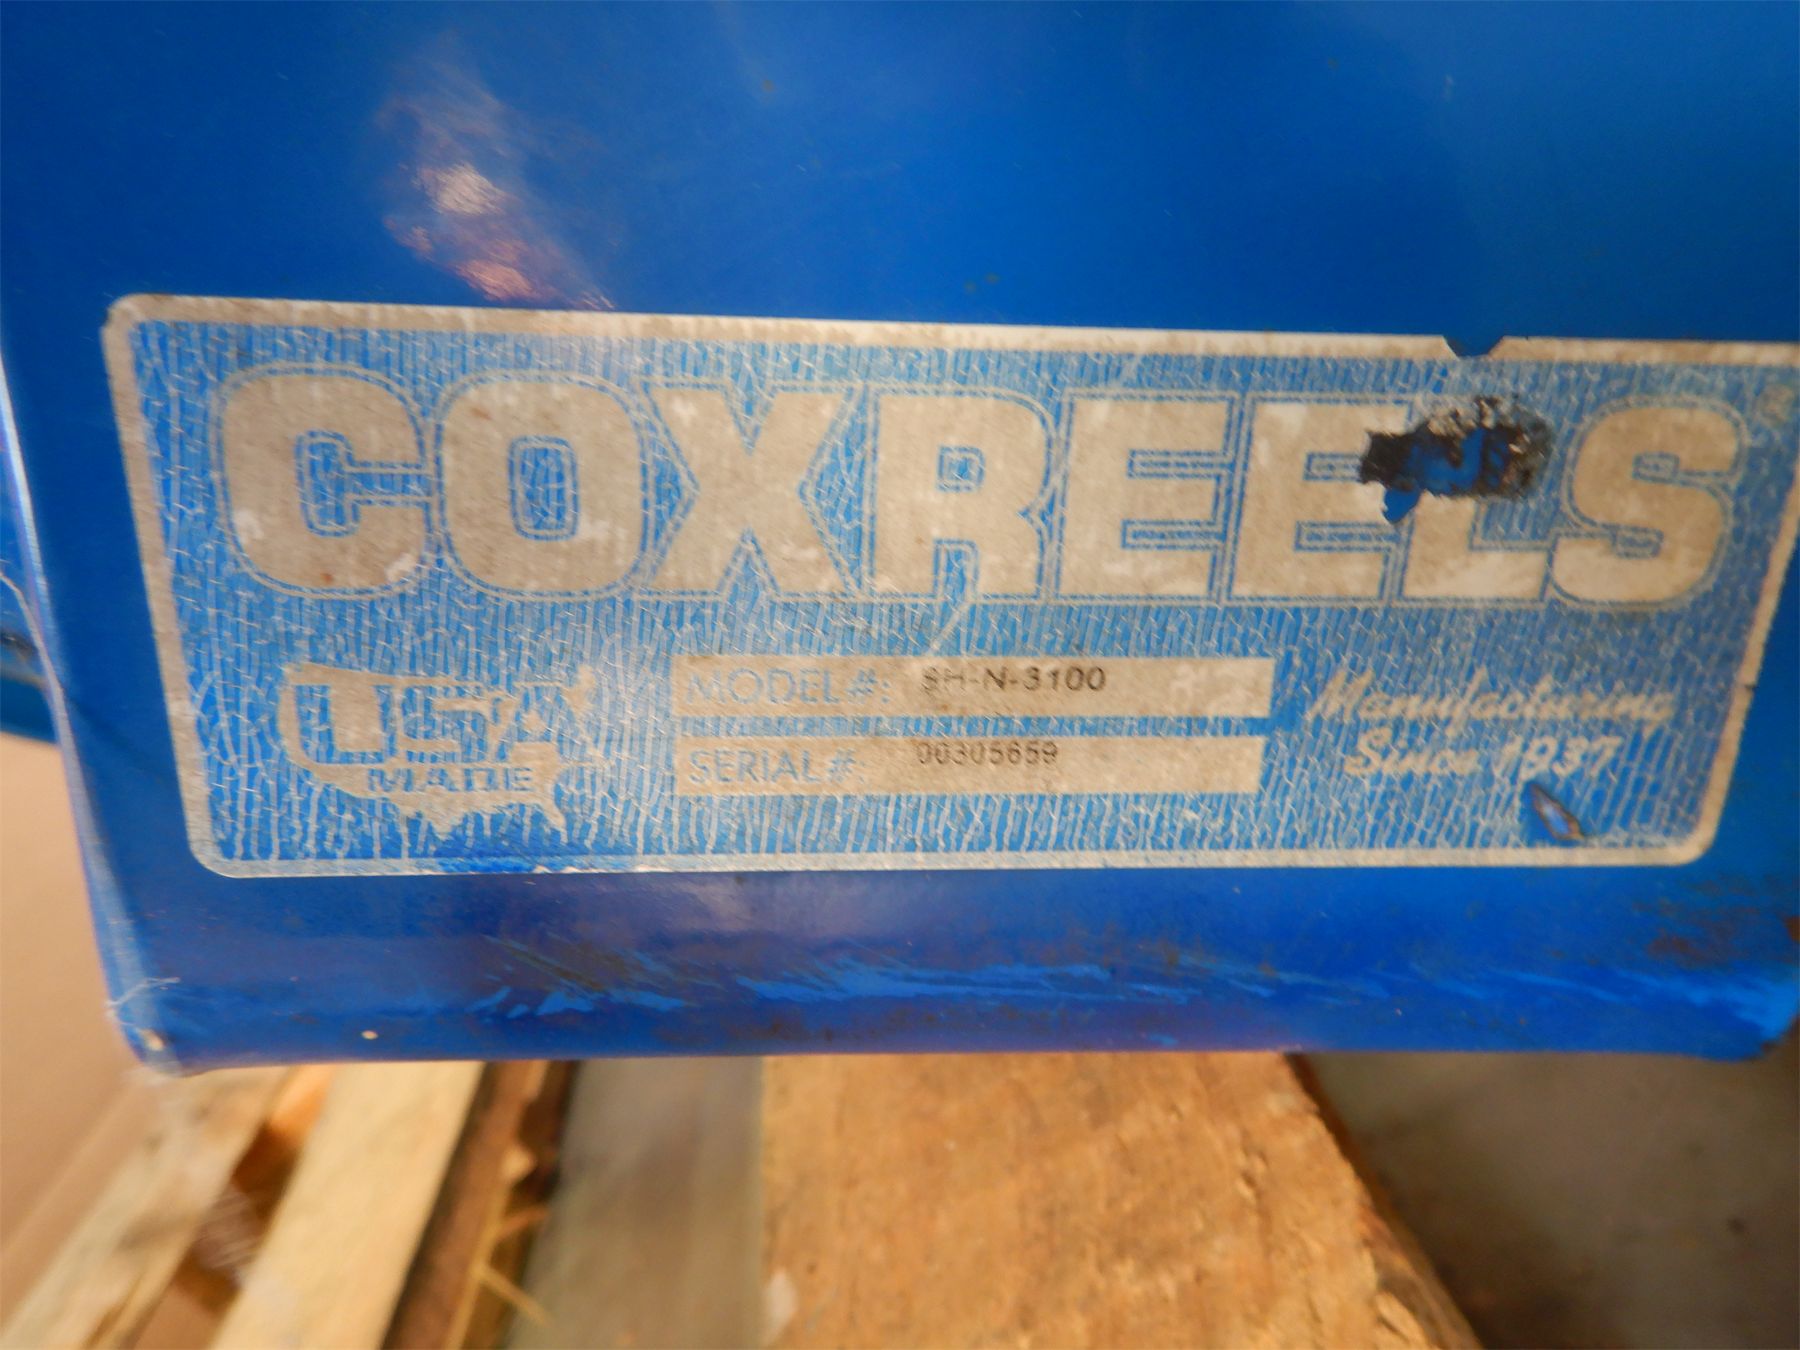 COXREELS®
USA
MADE
MODEL #: SH-N-3100
SERIAL #: 00305659
Manufacturing
Since 1937